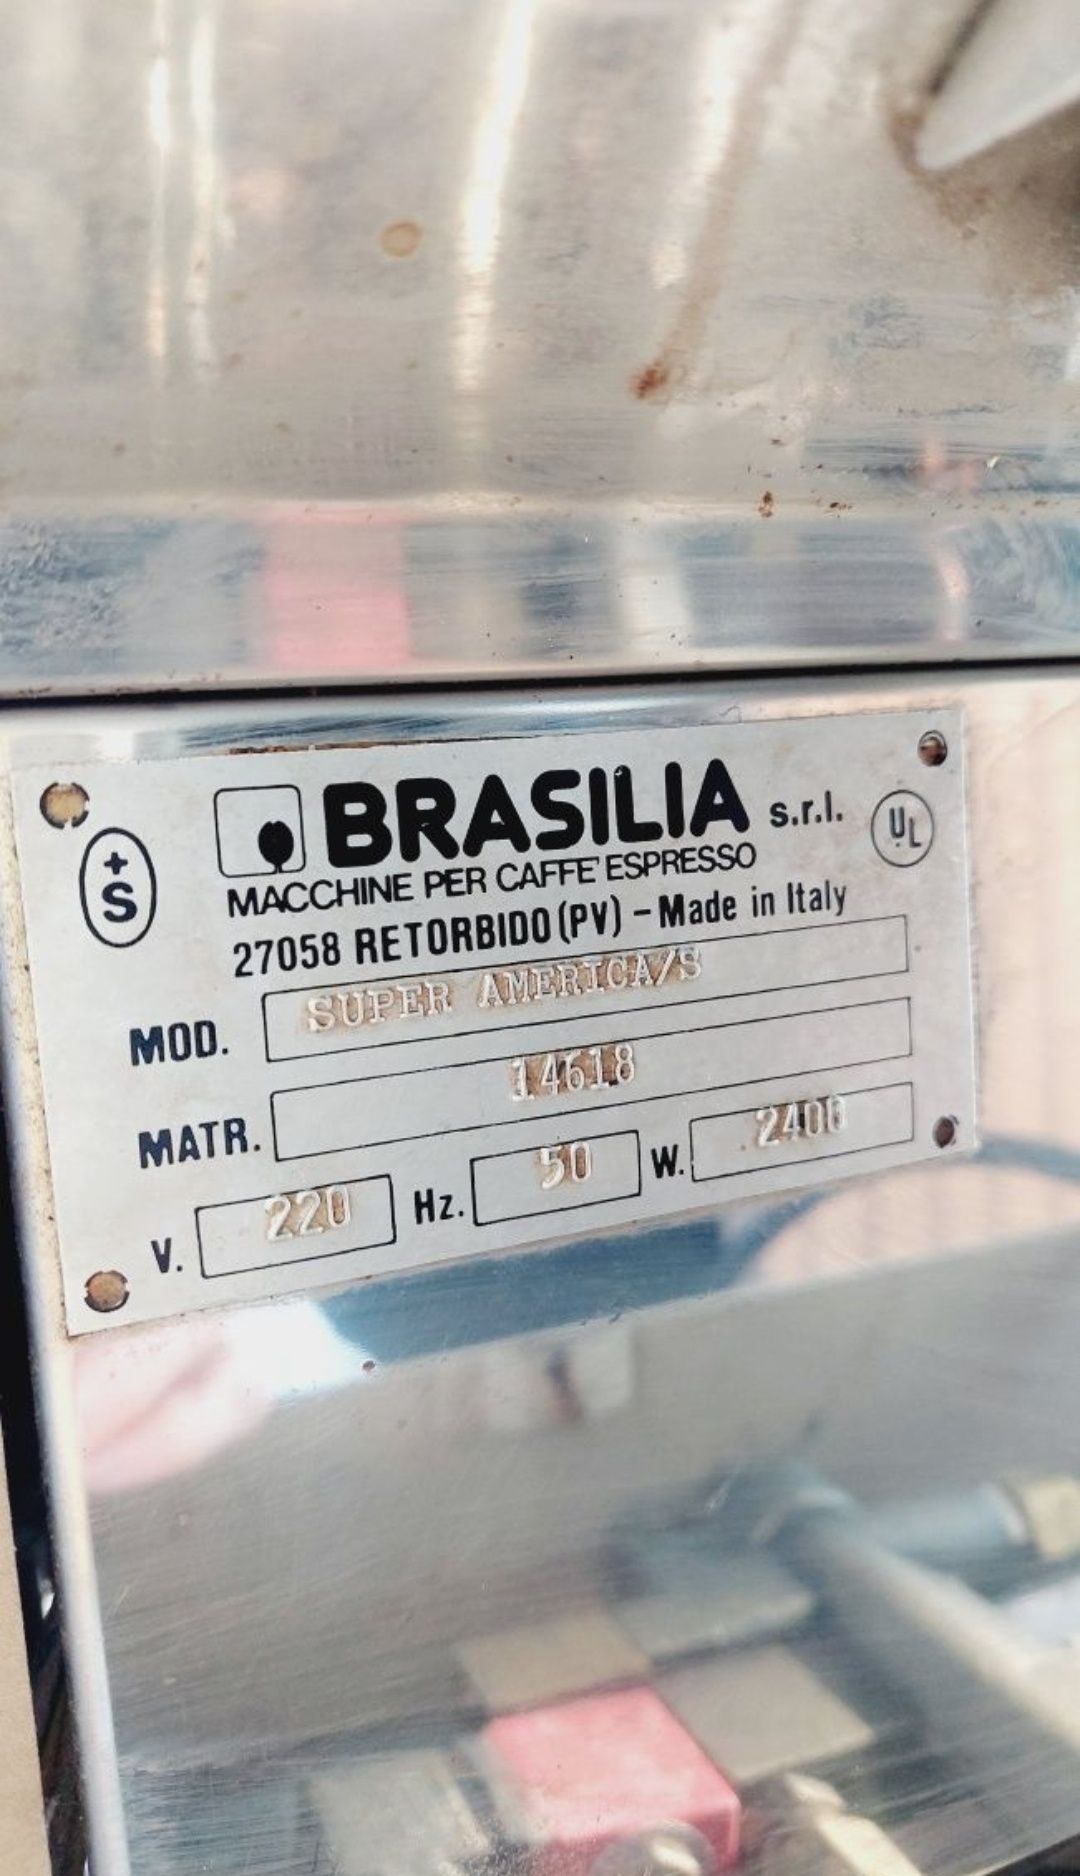 BRASILIA s.r.l.
+S
UL
MACCHINE PER CAFFE' ESPRESSO
27058 RETORBIDO (PV) - Made in Italy
MOD. SUPER AMERICA/S
MATR. 14618
V. 220 Hz. 50 W. 2400